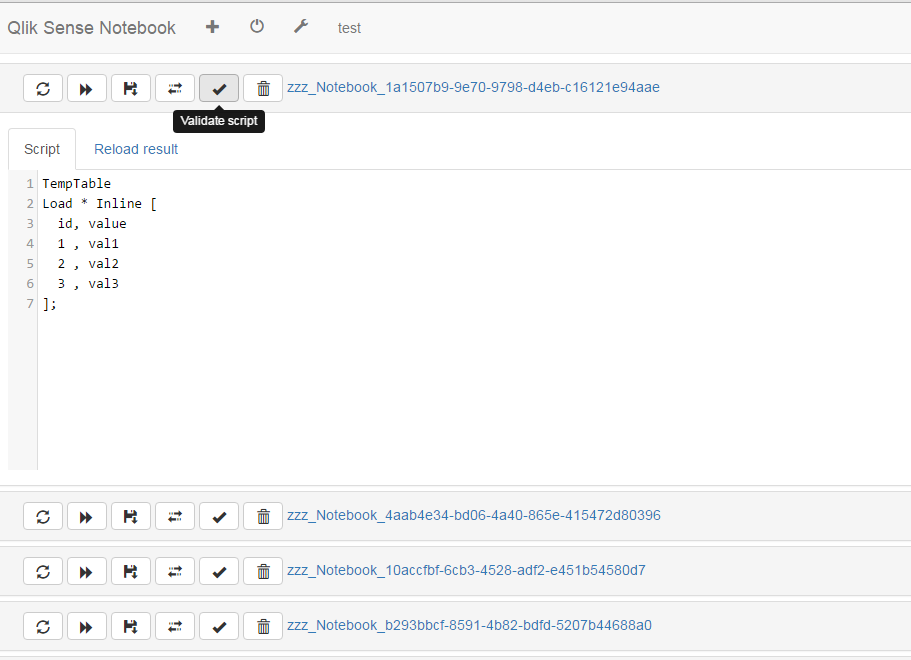 Qlik Sense Notebook test
zzz_Notebook_1a1507b9-9e70-9798-d4eb-c16121e94aae
Validate script
Script Reload result
1 TempTable
2 Load * Inline [
3 id, value
4 1 , val1
5 2 , val2
6 3 , val3
7 ];
zzz_Notebook_4aab4e34-bd06-4a40-865e-415472d80396
zzz_Notebook_10accfbf-6cb3-4528-adf2-e451b54580d7
zzz_Notebook_b293bbcf-8591-4b82-bdfd-5207b44688a0